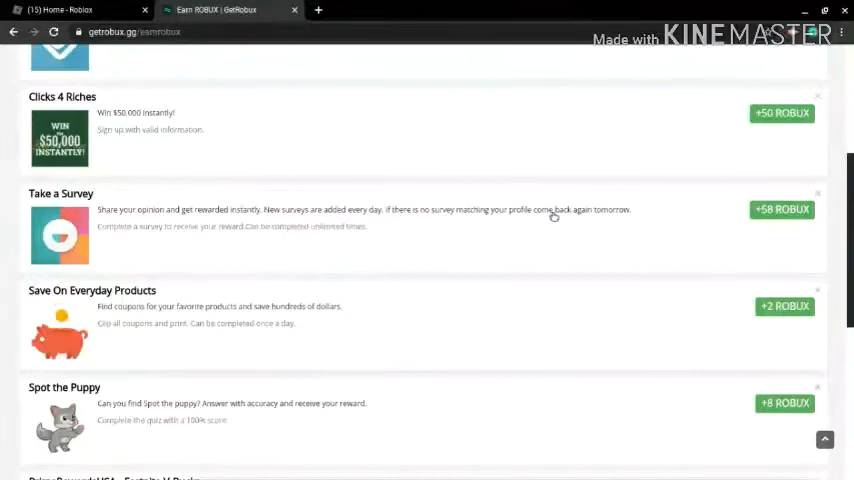 (15) Home - Roblox
Earn ROBUX | GetRobux
getrobux.gg/earnrobux
Made with KINEMASTER
Clicks 4 Riches
Win $50,000 Instantly!
+50 ROBUX
Sign up with valid information.
WIN
$50,000
INSTANTLY!
Take a Survey
Share your opinion and get rewarded instantly. New surveys are added every day. if there is no survey matching your profile come back again tomorrow.
+58 ROBUX
Complete a survey to receive your reward.Can be completed unlimited times.
Save On Everyday Products
Find coupons for your favorite products and save hundreds of dollars.
+2 ROBUX
Clip all coupons and print. Can be completed once a day.
Spot the Puppy
Can you find Spot the puppy? Answer with accuracy and receive your reward.
+8 ROBUX
Complete the quiz with a 100% score